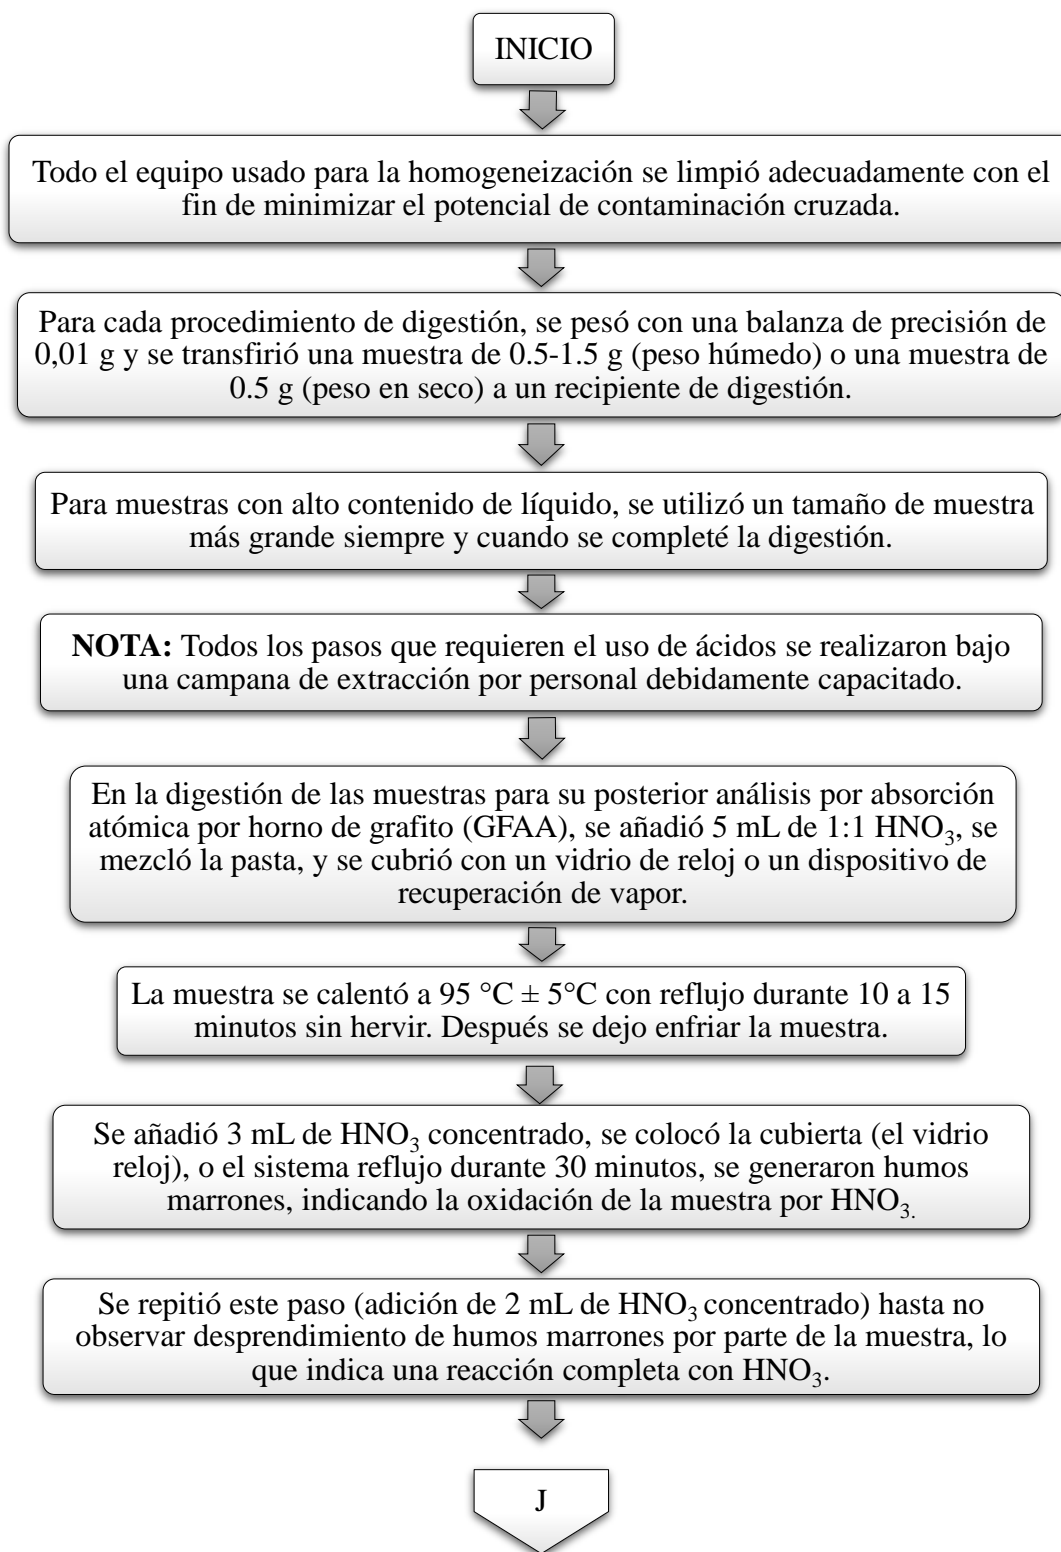 INICIO
Todo el equipo usado para la homogeneización se limpió adecuadamente con el
fin de minimizar el potencial de contaminación cruzada.
Para cada procedimiento de digestión, se pesó con una balanza de precisión de
0,01 g y se transfirió una muestra de 0.5-1.5 g (peso húmedo) o una muestra de
0.5 g (peso en seco) a un recipiente de digestión.
Para muestras con alto contenido de líquido, se utilizó un tamaño de muestra
más grande siempre y cuando se completé la digestión.
NOTA: Todos los pasos que requieren el uso de ácidos se realizaron bajo
una campana de extracción por personal debidamente capacitado.
En la digestión de las muestras para su posterior análisis por absorción
atómica por horno de grafito (GFAA), se añadió 5 mL de 1:1 HNO₃, se
mezcló la pasta, y se cubrió con un vidrio de reloj o un dispositivo de
recuperación de vapor.
La muestra se calentó a 95 °C ± 5°C con reflujo durante 10 a 15
minutos sin hervir. Después se dejo enfriar la muestra.
Se añadió 3 mL de HNO₃ concentrado, se colocó la cubierta (el vidrio
reloj), o el sistema reflujo durante 30 minutos, se generaron humos
marrones, indicando la oxidación de la muestra por HNO₃.
Se repitió este paso (adición de 2 mL de HNO₃ concentrado) hasta no
observar desprendimiento de humos marrones por parte de la muestra, lo
que indica una reacción completa con HNO₃.
J